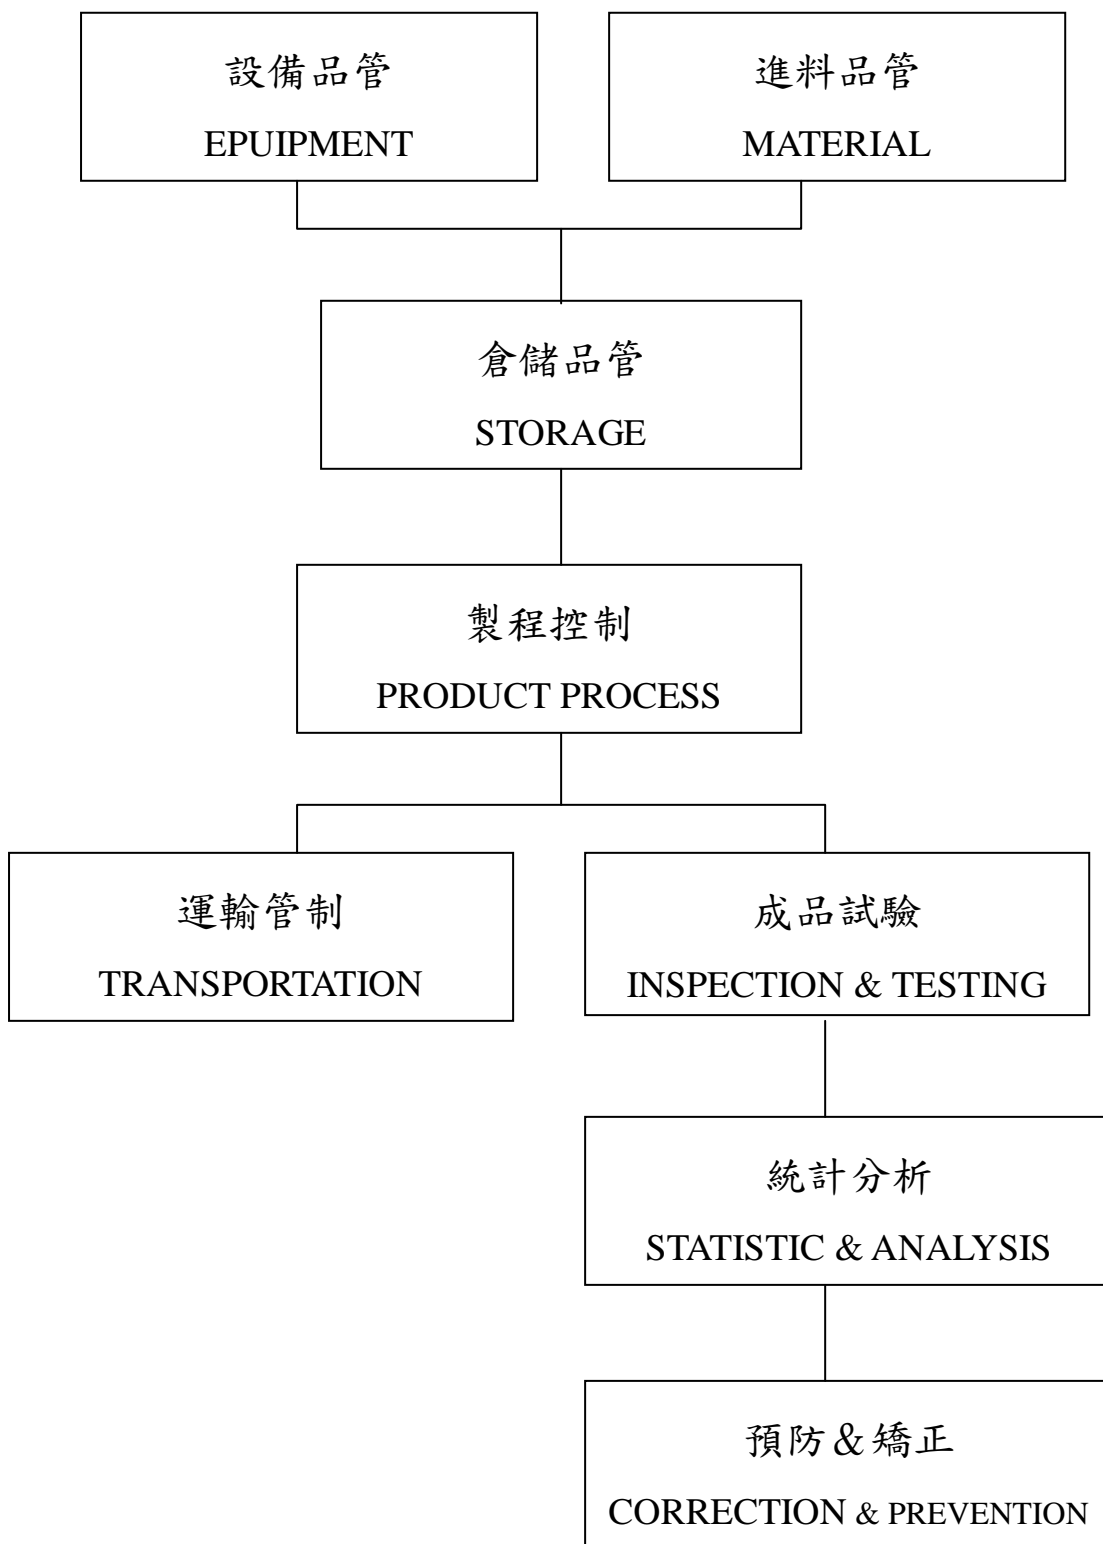 設備品管
EPUIPMENT
進料品管
MATERIAL
倉儲品管
STORAGE
製程控制
PRODUCT PROCESS
運輸管制
TRANSPORTATION
成品試驗
INSPECTION & TESTING
統計分析
STATISTIC & ANALYSIS
預防&矯正
CORRECTION & PREVENTION